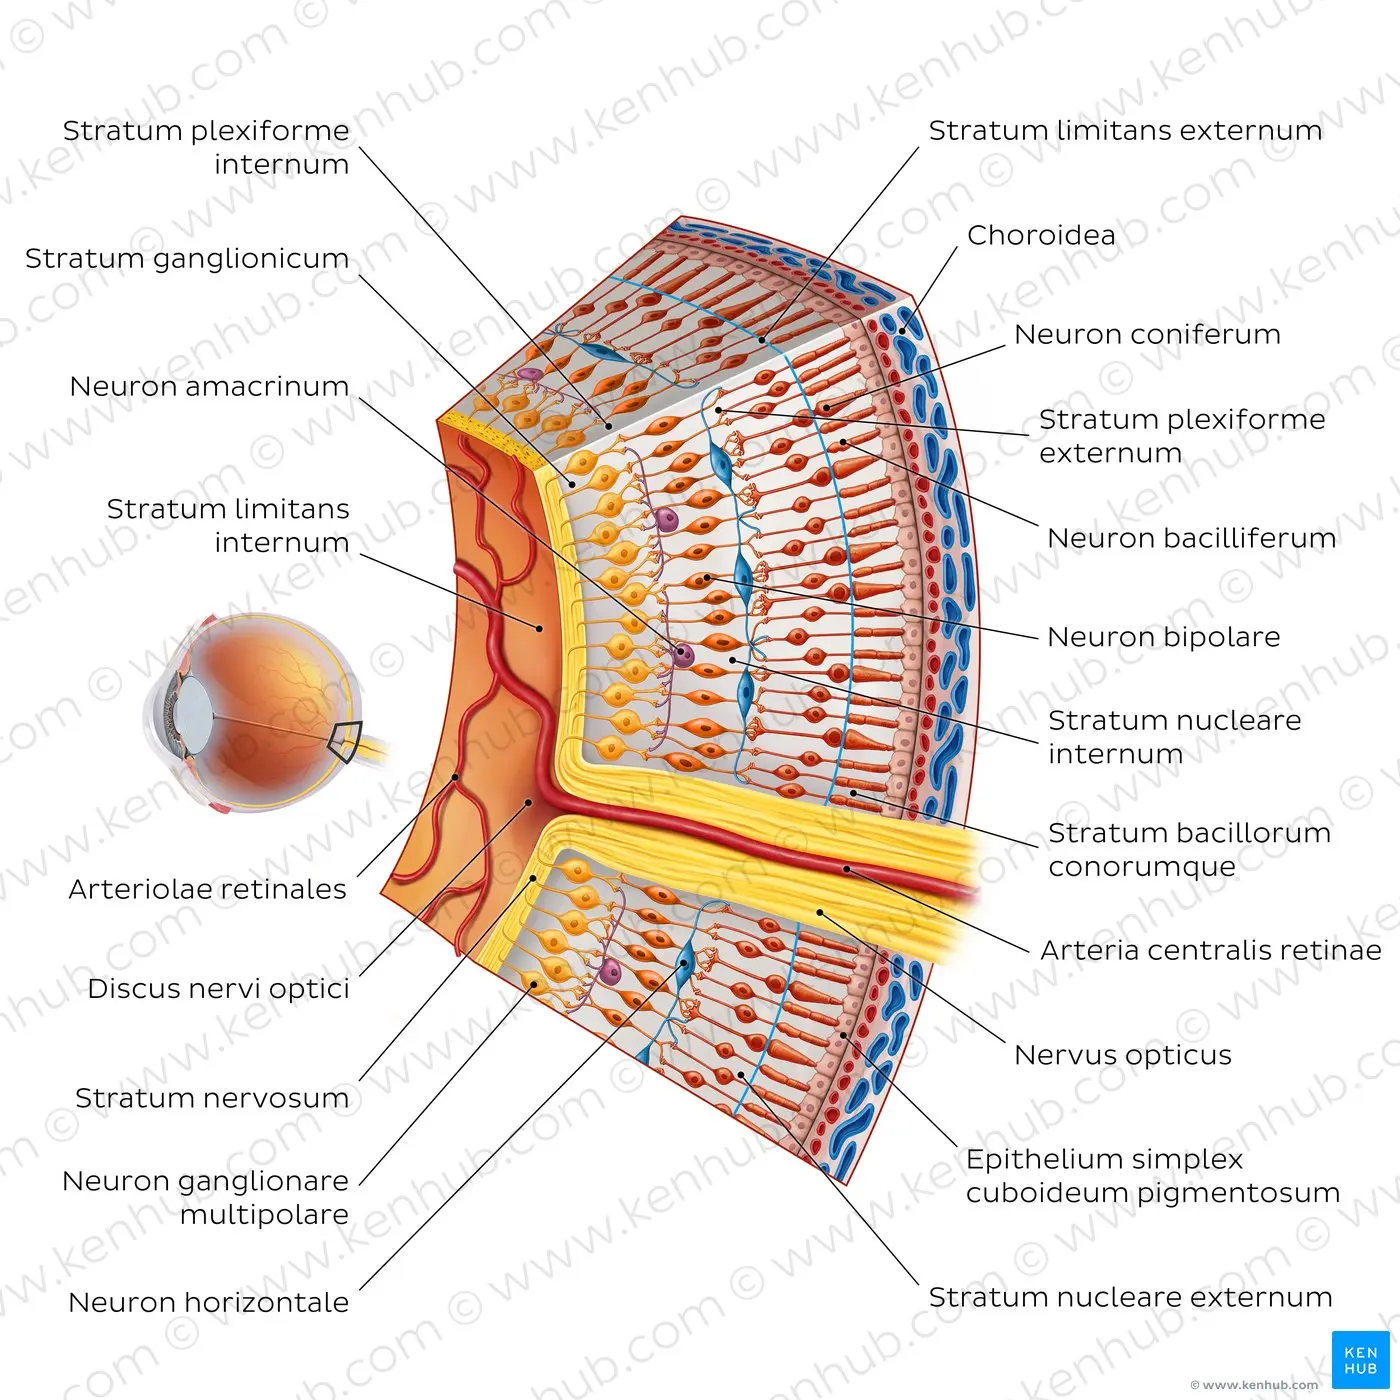 Stratum plexiforme
internum
Stratum ganglionicum
Neuron amacrinum
Stratum limitans
internum
Arteriolae retinales
Discus nervi optici
Stratum nervosum
Neuron ganglionare
multipolare
Neuron horizontale
Stratum limitans externum
Choroidea
Neuron coniferum
Stratum plexiforme
externum
Neuron bacilliferum
Neuron bipolare
Stratum nucleare
internum
Stratum bacillorum
conorumque
Arteria centralis retinae
Nervus opticus
Epithelium simplex
cuboideum pigmentosum
Stratum nucleare externum
KEN
HUB
© www.kenhub.com